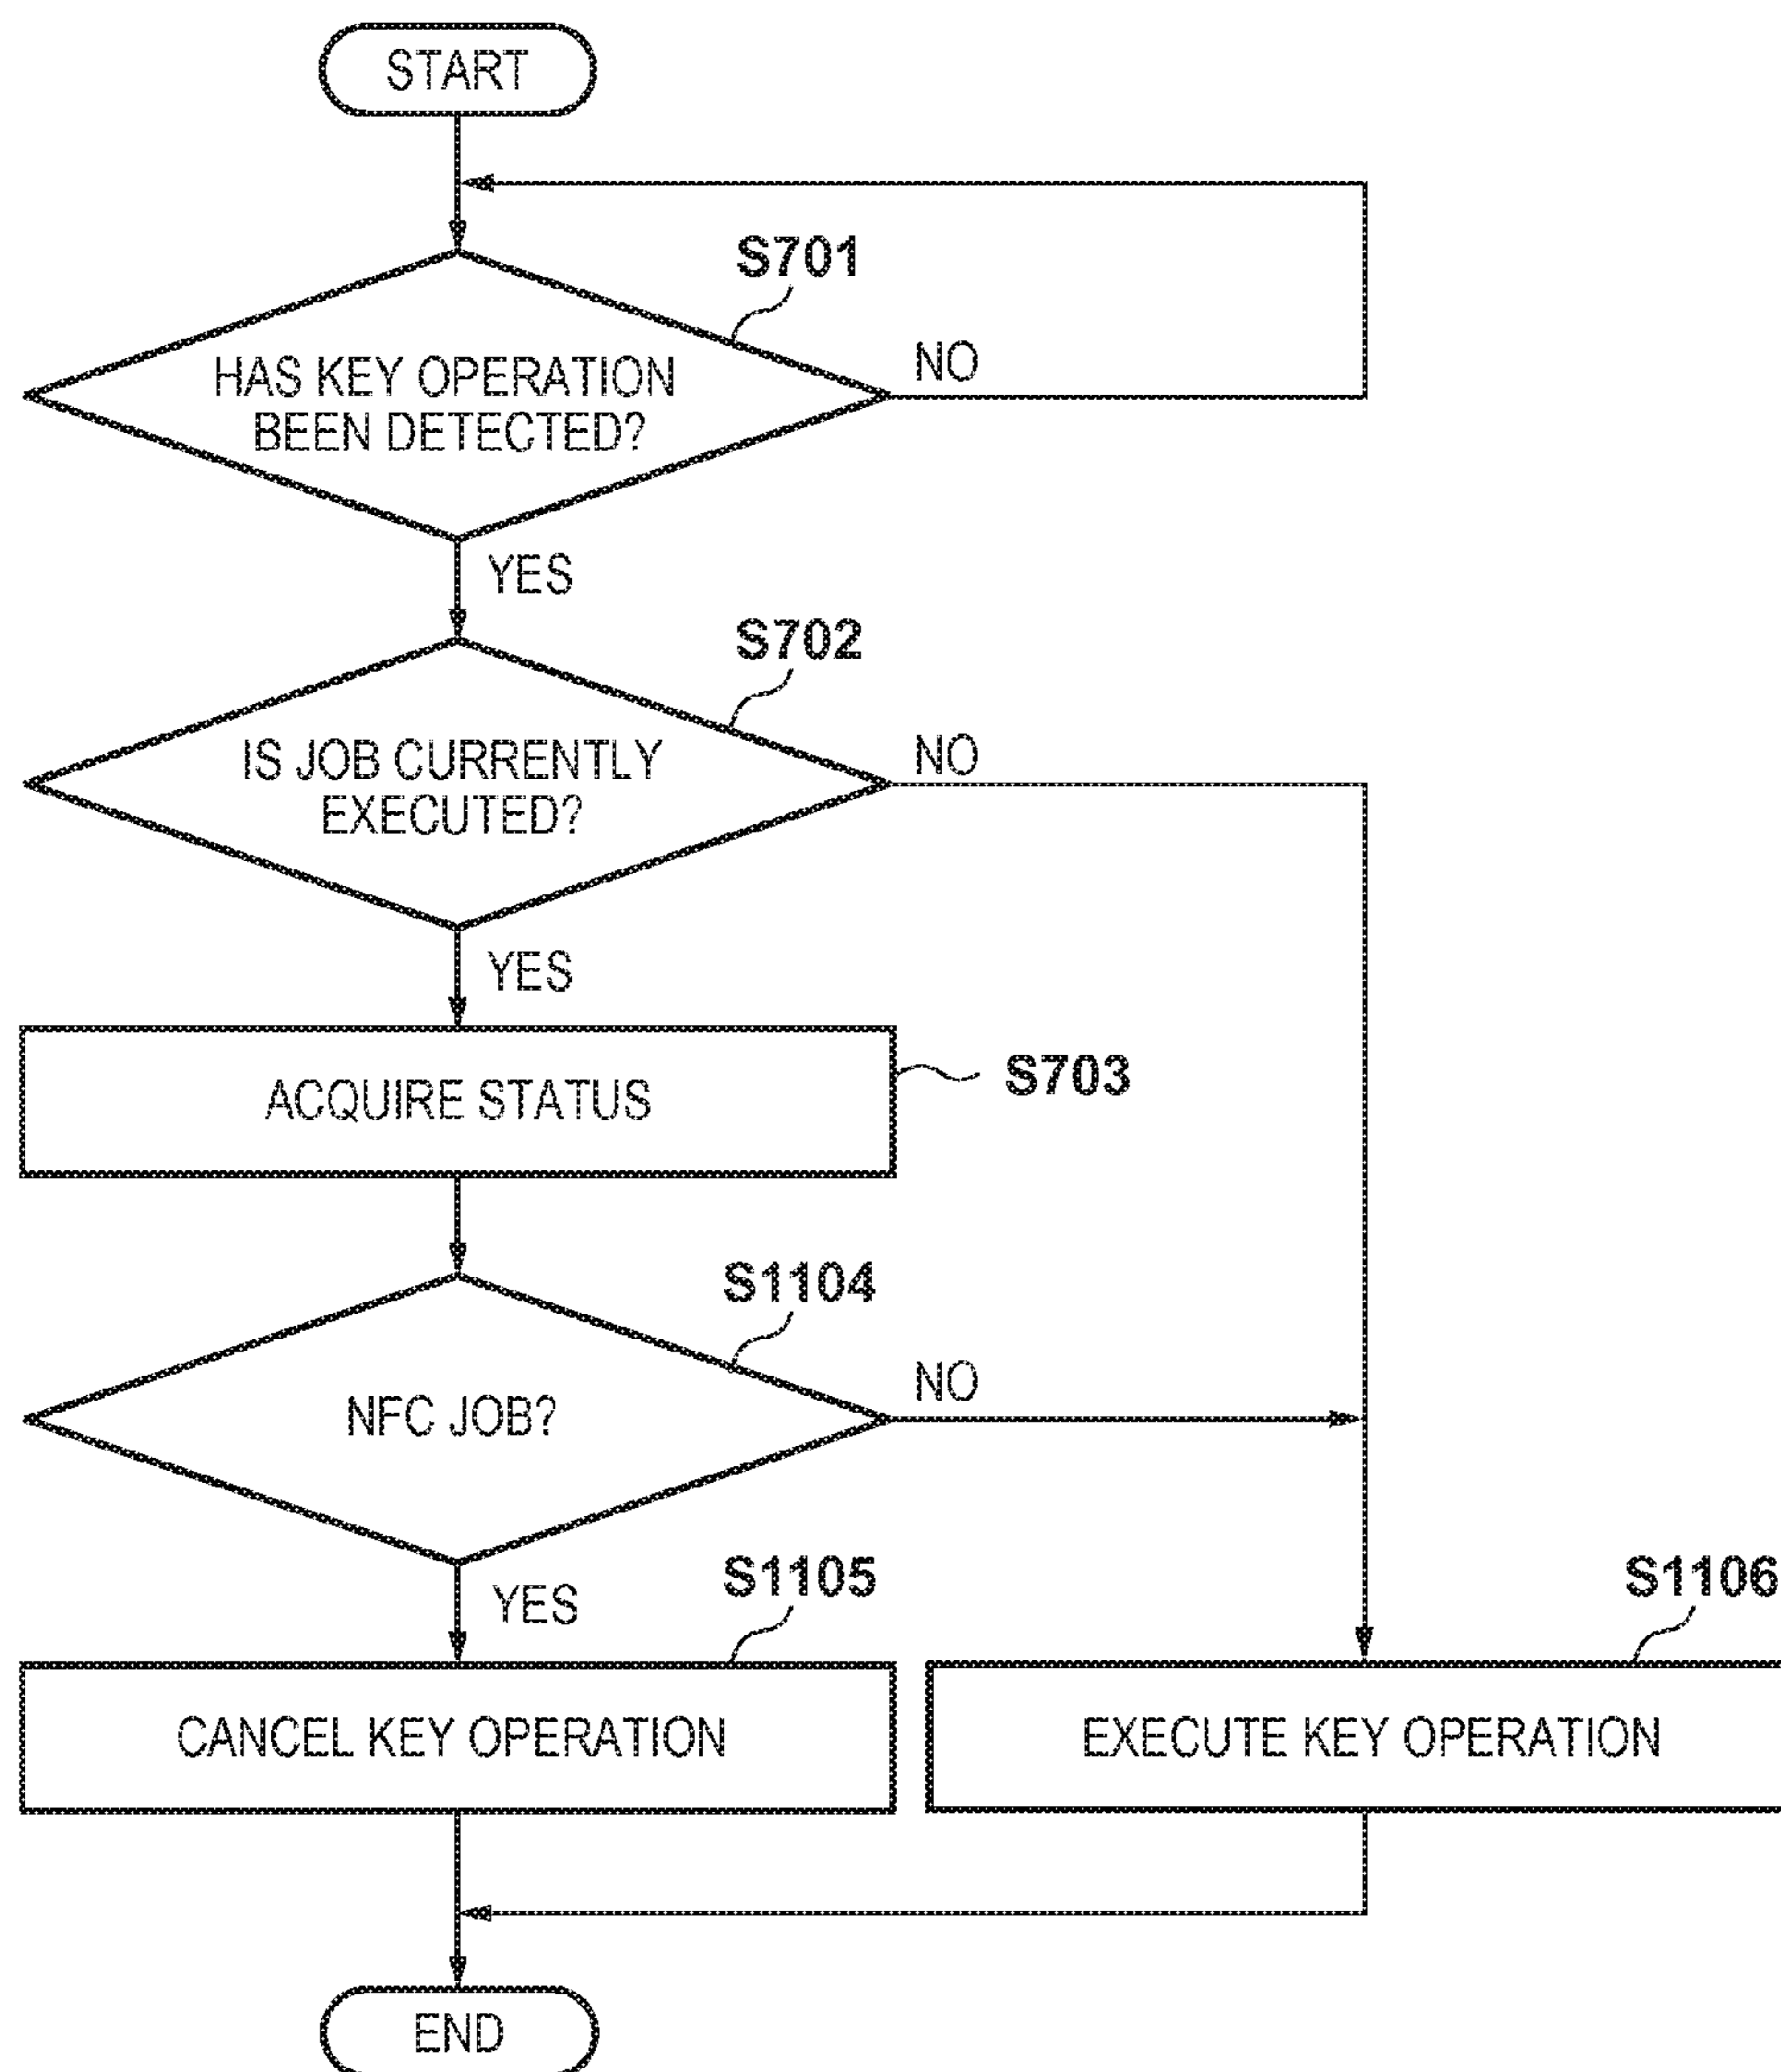 START
S701
HAS KEY OPERATION
BEEN DETECTED?
NO
YES
S702
IS JOB CURRENTLY
EXECUTED?
NO
YES
ACQUIRE STATUS
S703
S1104
NFC JOB?
NO
YES
S1105
S1106
CANCEL KEY OPERATION
EXECUTE KEY OPERATION
END